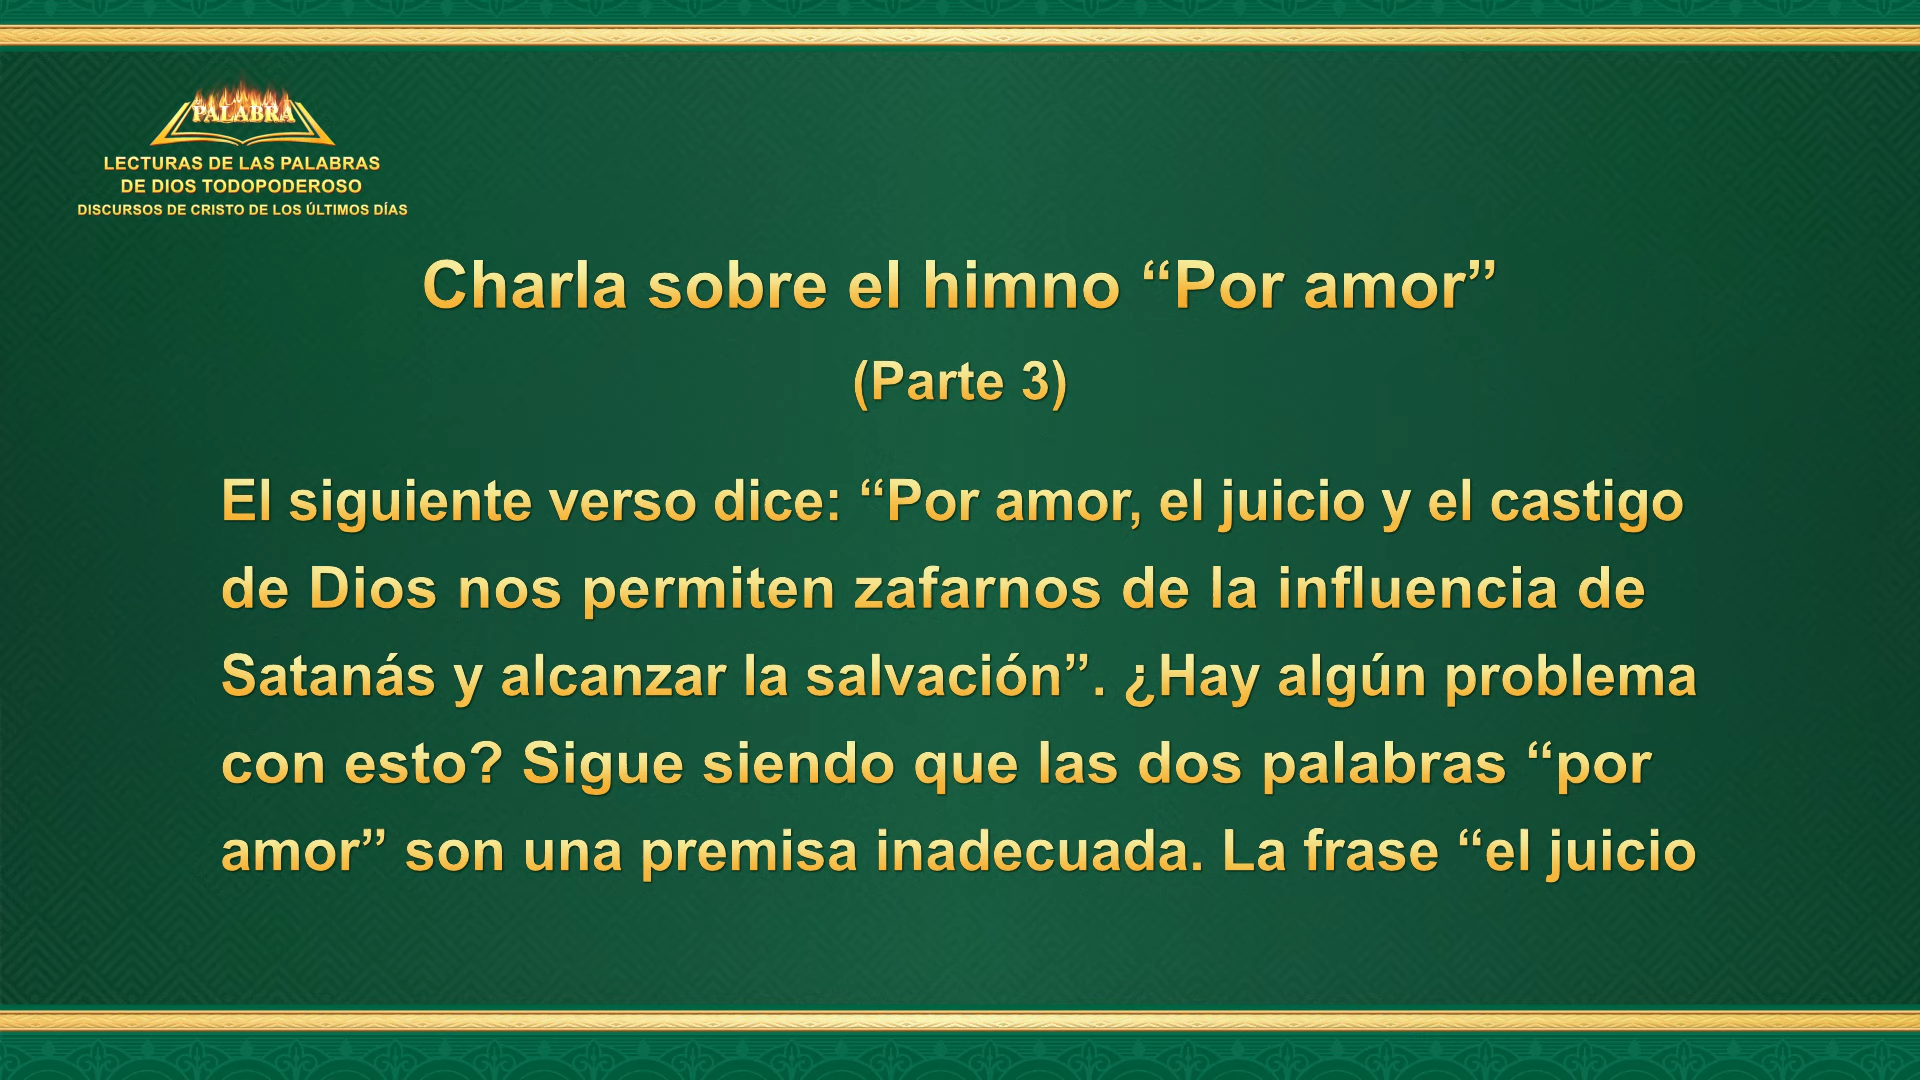 PALABRA
LECTURAS DE LAS PALABRAS
DE DIOS TODOPODEROSO
DISCURSOS DE CRISTO DE LOS ÚLTIMOS DÍAS
Charla sobre el himno “Por amor”
(Parte 3)
El siguiente verso dice: “Por amor, el juicio y el castigo
de Dios nos permiten zafarnos de la influencia de
Satanás y alcanzar la salvación”. ¿Hay algún problema
con esto? Sigue siendo que las dos palabras “por
amor” son una premisa inadecuada. La frase “el juicio